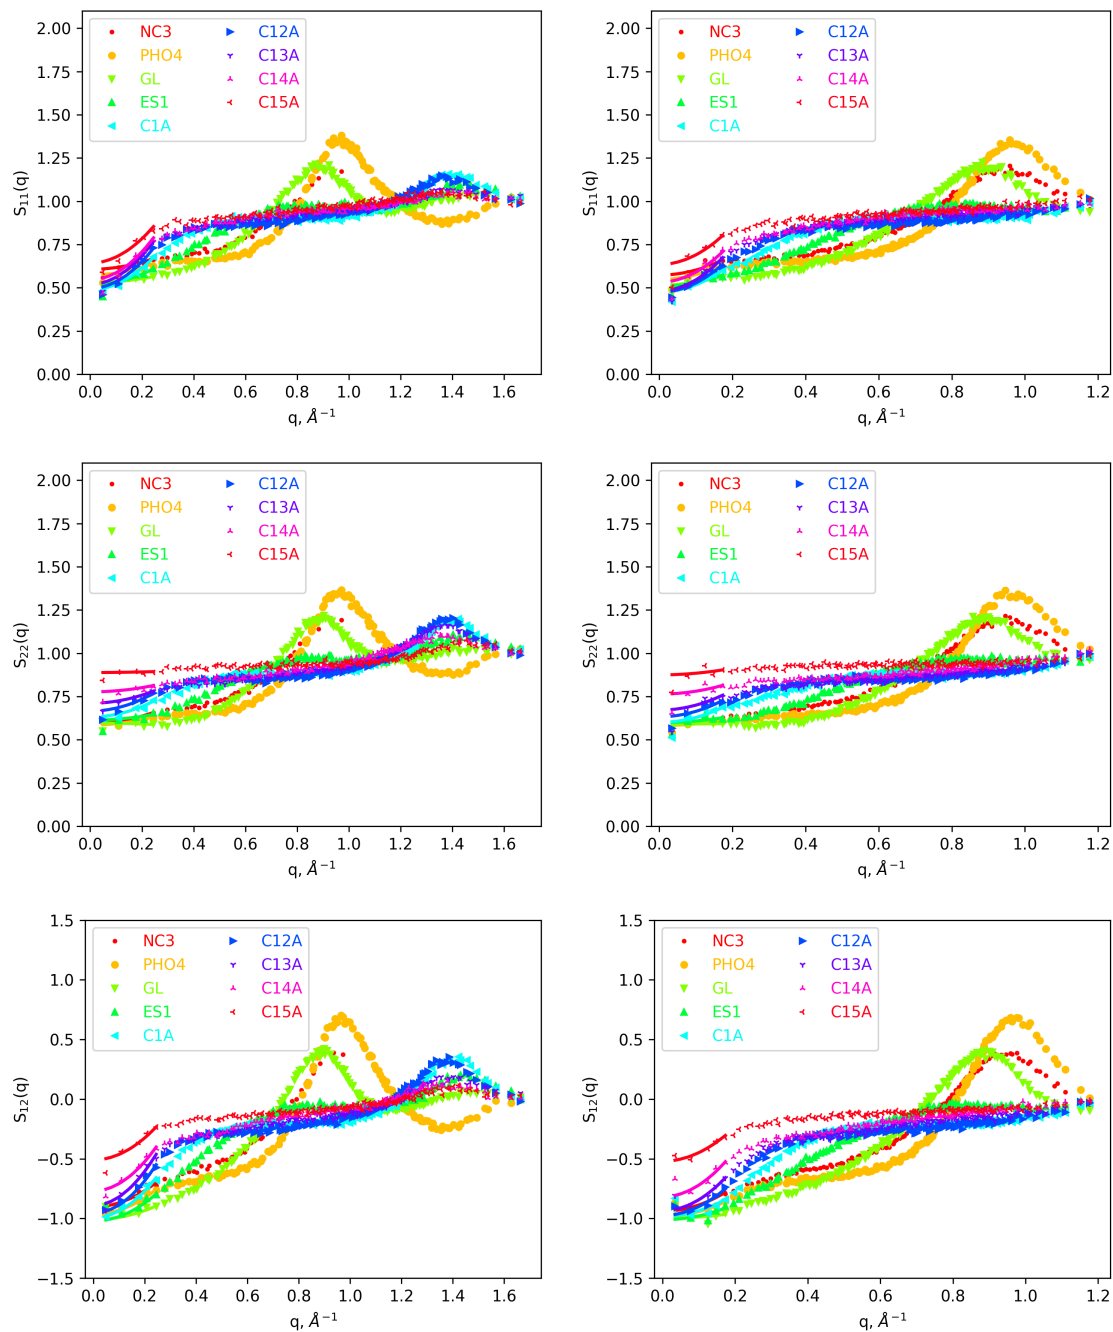 2.00
1.75
1.50
1.25
1.00
0.75
0.50
0.25
0.00
S₁₁(q)
NC3
PHO4
GL
ES1
C1A
C12A
C13A
C14A
C15A
0.0 0.2 0.4 0.6 0.8 1.0 1.2 1.4 1.6
q, Å⁻¹
2.00
1.75
1.50
1.25
1.00
0.75
0.50
0.25
0.00
S₁₁(q)
NC3
PHO4
GL
ES1
C1A
C12A
C13A
C14A
C15A
0.0 0.2 0.4 0.6 0.8 1.0 1.2
q, Å⁻¹
2.00
1.75
1.50
1.25
1.00
0.75
0.50
0.25
0.00
S₂₂(q)
NC3
PHO4
GL
ES1
C1A
C12A
C13A
C14A
C15A
0.0 0.2 0.4 0.6 0.8 1.0 1.2 1.4 1.6
q, Å⁻¹
2.00
1.75
1.50
1.25
1.00
0.75
0.50
0.25
0.00
S₂₂(q)
NC3
PHO4
GL
ES1
C1A
C12A
C13A
C14A
C15A
0.0 0.2 0.4 0.6 0.8 1.0 1.2
q, Å⁻¹
1.5
1.0
0.5
0.0
−0.5
−1.0
−1.5
S₁₂(q)
NC3
PHO4
GL
ES1
C1A
C12A
C13A
C14A
C15A
0.0 0.2 0.4 0.6 0.8 1.0 1.2 1.4 1.6
q, Å⁻¹
1.5
1.0
0.5
0.0
−0.5
−1.0
−1.5
S₁₂(q)
NC3
PHO4
GL
ES1
C1A
C12A
C13A
C14A
C15A
0.0 0.2 0.4 0.6 0.8 1.0 1.2
q, Å⁻¹